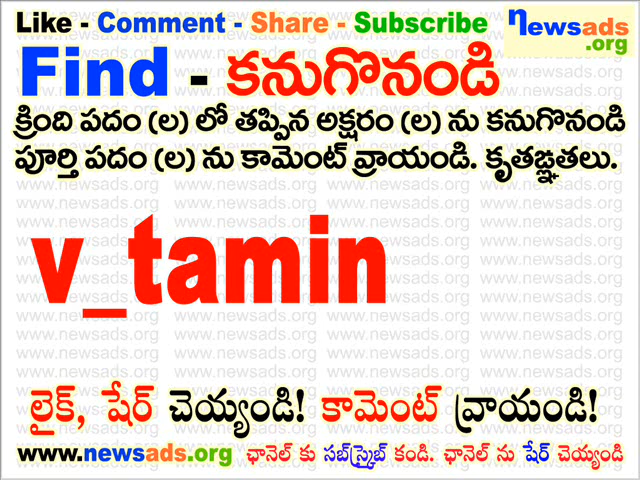 Like - Comment - Share - Subscribe
newsads
.org
Find - కనుగొనండి
క్రింది పదం (ల) లో తప్పిన అక్షరం (ల) ను కనుగొనండి
పూర్తి పదం (ల) ను కామెంట్ వ్రాయండి. కృతఙ్ఞతలు.
v_tamin
లైక్, షేర్ చెయ్యండి! కామెంట్ వ్రాయండి!
www.newsads.org ఛానెల్ కు సబ్‌స్క్రైబ్ కండి. ఛానెల్ ను షేర్ చెయ్యండి